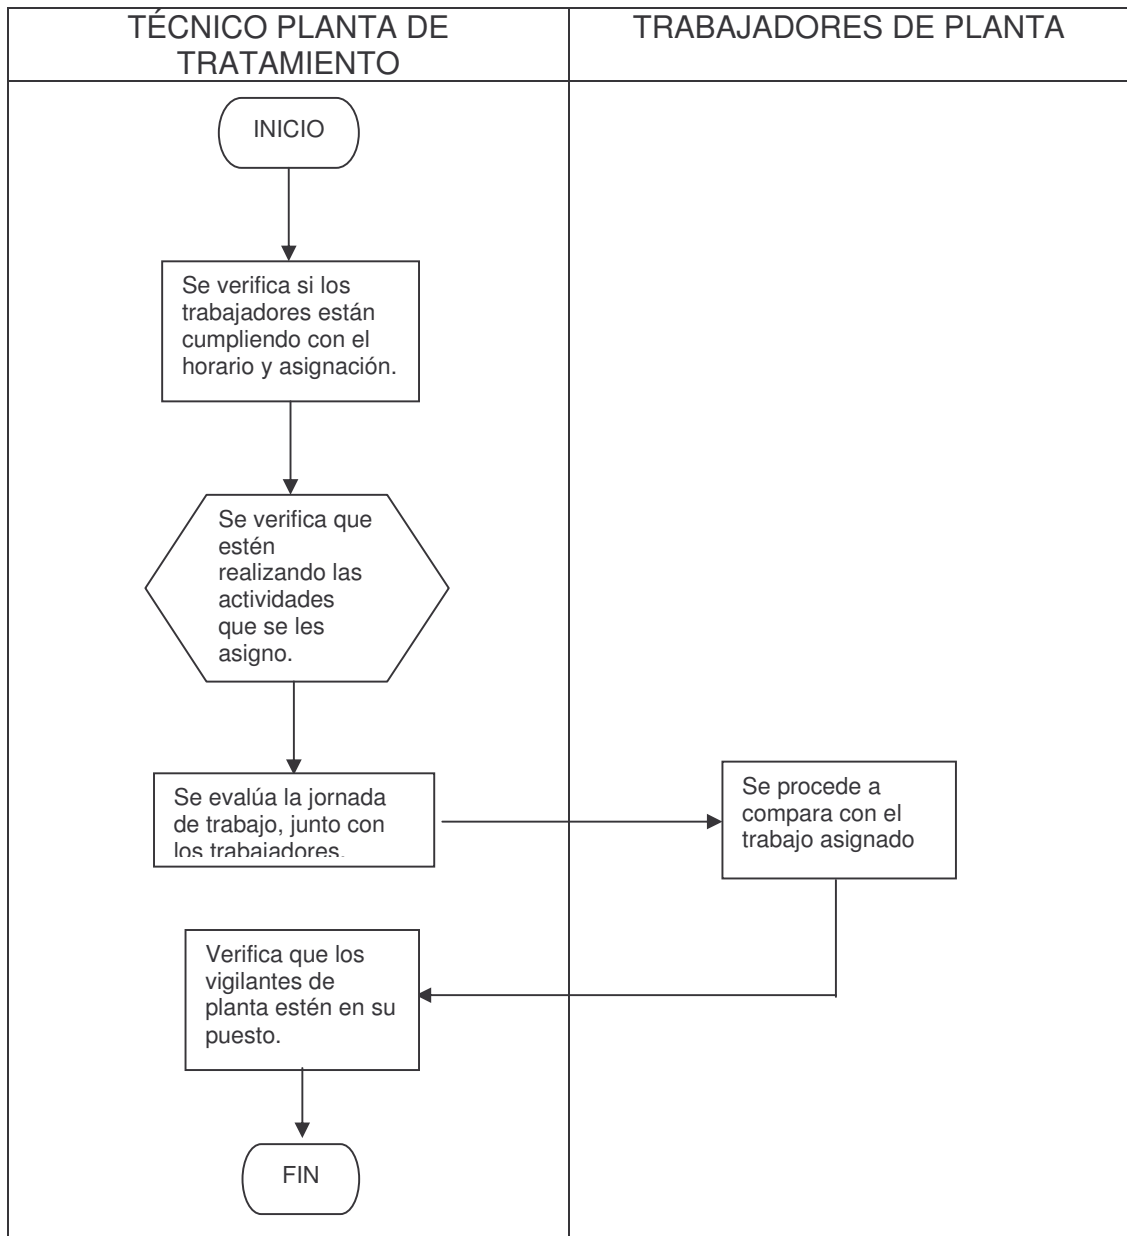 TÉCNICO PLANTA DE
TRATAMIENTO
TRABAJADORES DE PLANTA
INICIO
Se verifica si los
trabajadores están
cumpliendo con el
horario y asignación.
Se verifica que
estén
realizando las
actividades
que se les
asigno.
Se evalúa la jornada
de trabajo, junto con
los trabajadores.
Se procede a
compara con el
trabajo asignado
Verifica que los
vigilantes de
planta estén en su
puesto.
FIN